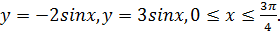 y = −2sinx, y = 3sinx, 0 ≤ x ≤ 3π/4.